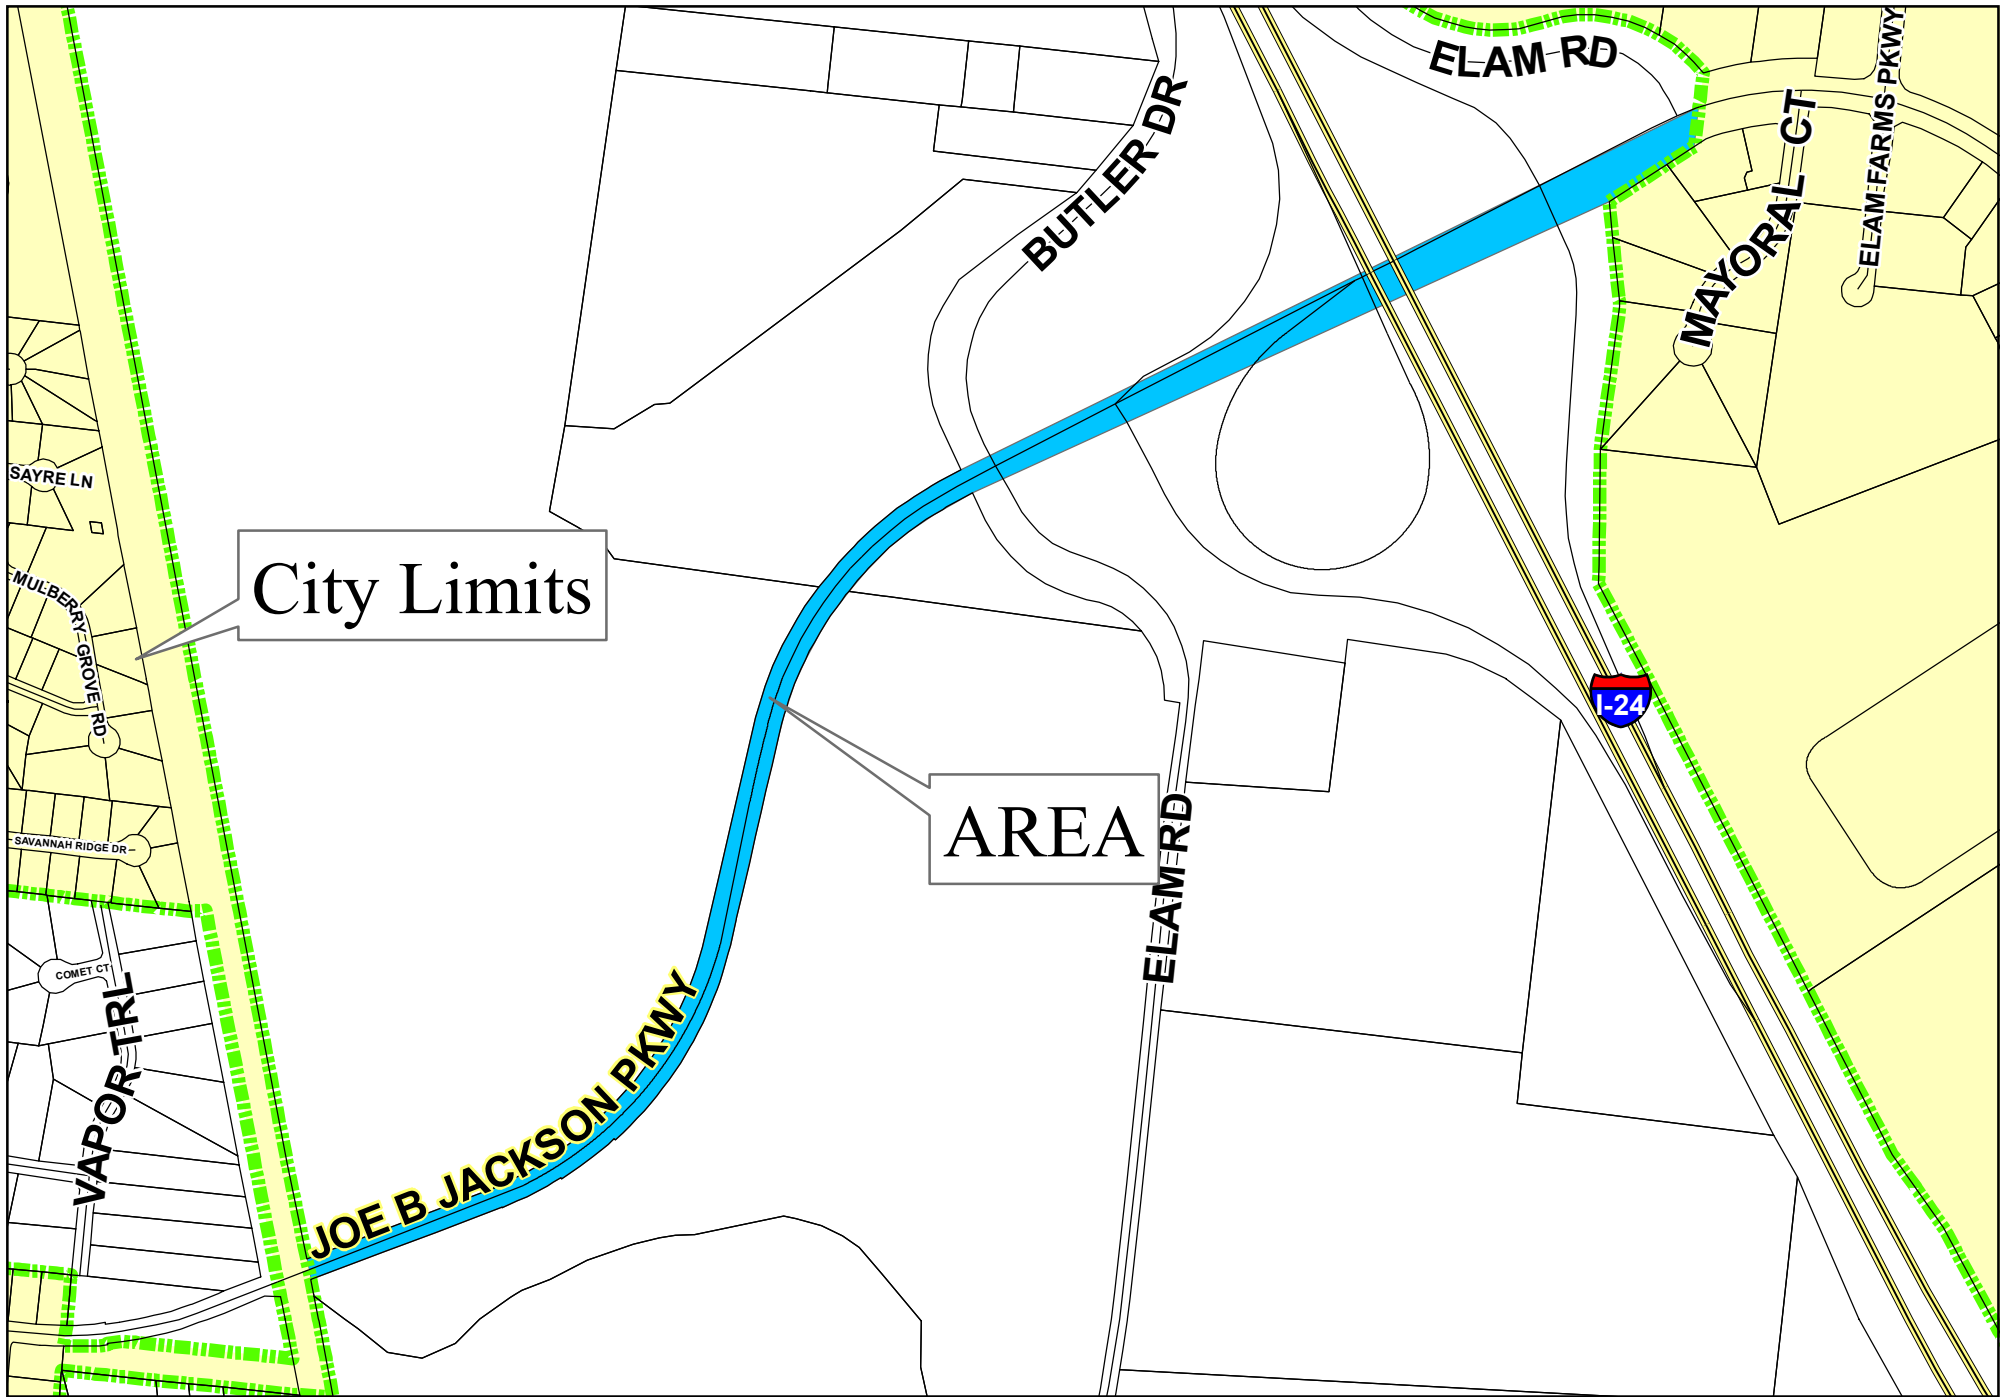 ELAM RD
ELAM FARMS PKWY
MAYORAL CT
BUTLER DR
SAYRE LN
City Limits
MULBERRY GROVE RD
I-24
AREA
ELAM RD
SAVANNAH RIDGE DR
COMET CT
VAPOR TRL
JOE B JACKSON PKWY